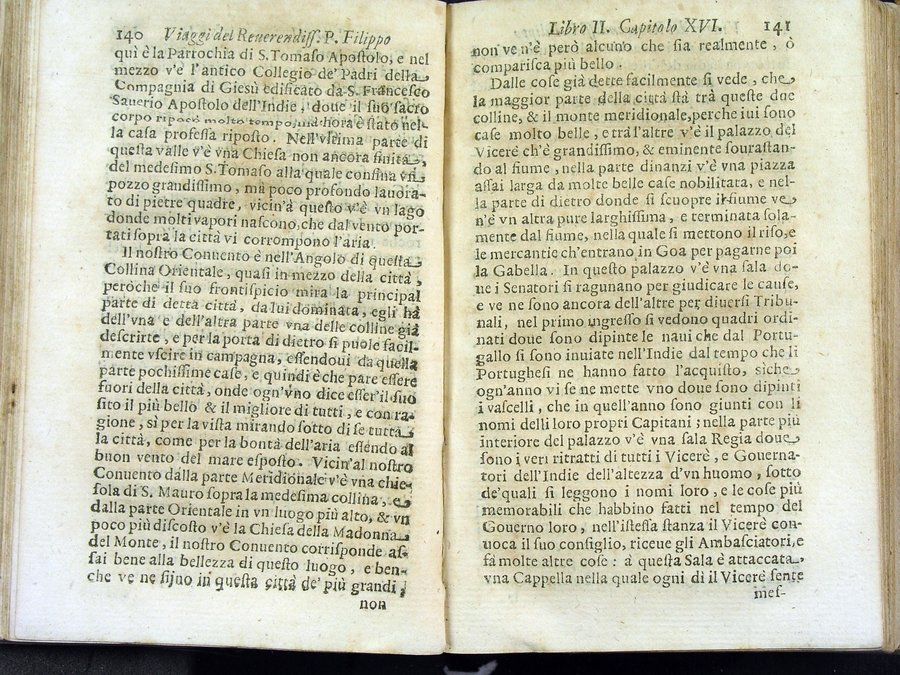 140 Viaggi del Reuerendiſſ. P. Filippo
quì è la Parrochia di S. Tomaſo Apoſtolo, e nel
mezzo v'è l'antico Collegio de' Padri della
Compagnia di Giesù edificato da S. Franceſco
Sauerio Apoſtolo dell'Indie, doue il ſuo ſacro
corpo riposò molto tempo, ma hora è ſtato nel-
la caſa profeſſa ripoſto. Nell'vltima parte di
queſta valle v'è vna Chieſa non ancora finita,
del medeſimo S. Tomaſo alla quale confina vn
pozzo grandiſſimo, ma poco profondo lauora-
to di pietre quadre, vicin'à queſto v'è vn lago
donde molti vapori naſcono, che dal vento por-
tati ſopra la città vi corrompono l'aria.
Il noſtro Conuento è nell'Angolo di queſta
Collina Orientale, quaſi in mezzo della città,
peroche il ſuo frontiſpicio mira la principal
parte di detta città, da lui dominata, egli hà
dell'vna e dell'altra parte vna delle colline già
deſcritte, e per la porta di dietro ſi puole facil-
mente vſcire in campagna, eſſendoui da quella
parte pochiſſime caſe, e quindi è che pare eſſere
fuori della città, onde ogn'vno dice eſſer'il ſuo
ſito il più bello & il migliore di tutti, e con ra-
gione, sì per la viſta mirando ſotto di ſe tutta
la città, come per la bontà dell'aria eſſendo al
buon vento del mare eſpoſto. Vicin'al noſtro
Conuento dalla parte Meridionale v'è vna chie-
ſola di S. Mauro ſopra la medeſima collina, e
dalla parte Orientale in vn luogo più alto, & vn
poco più diſcoſto v'è la Chieſa della Madonna
del Monte, il noſtro Conuento corriſponde aſ-
ſai bene alla bellezza di queſto luogo, e ben-
che ve ne ſijno in queſta città de' più grandi,
non
Libro II. Capitolo XVI. 141
non ve n'è però alcuno che ſia realmente, ò
compariſca più bello.
Dalle coſe già dette facilmente ſi vede, che
la maggior parte della città ſtà trà queſte due
colline, & il monte meridionale, perche iui ſono
caſe molto belle, e trà l'altre v'è il palazzo del
Vicerè ch'è grandiſſimo, & eminente ſouraſtan-
do al fiume, nella parte dinanzi v'è vna piazza
aſſai larga da molte belle caſe nobilitata, e nel-
la parte di dietro donde ſi scuopre il fiume ve
n'è vn altra pure larghiſſima, e terminata ſola-
mente dal fiume, nella quale ſi mettono il riſo, e
le mercantie ch'entrano in Goa per pagarne poi
la Gabella. In queſto palazzo v'è vna ſala do-
ue i Senatori ſi ragunano per giudicare le cauſe,
e ve ne ſono ancora dell'altre per diuerſi Tribu-
nali, nel primo ingreſſo ſi vedono quadri ordi-
nati doue ſono dipinte le naui che dal Portu-
gallo ſi ſono inuiate nell'Indie dal tempo che li
Portugheſi ne hanno fatto l'acquiſto, siche
ogn'anno vi ſe ne mette vno doue ſono dipinti
i vaſcelli, che in quell'anno ſono giunti con li
nomi delli loro propri Capitani; nella parte più
interiore del palazzo v'è vna ſala Regia doue
ſono i veri ritratti di tutti i Vicerè, e Gouerna-
tori dell'Indie dell'altezza d'vn huomo, ſotto
de'quali ſi leggono i nomi loro, e le coſe più
memorabili che habbino fatti nel tempo del
Gouerno loro, nell'iſteſſa ſtanza il Vicerè con-
uoca il ſuo conſiglio, riceue gli Ambaſciatori, e
fà molte altre coſe: a queſta Sala è attaccata
vna Cappella nella quale ogni dì il Vicerè ſente
meſ-